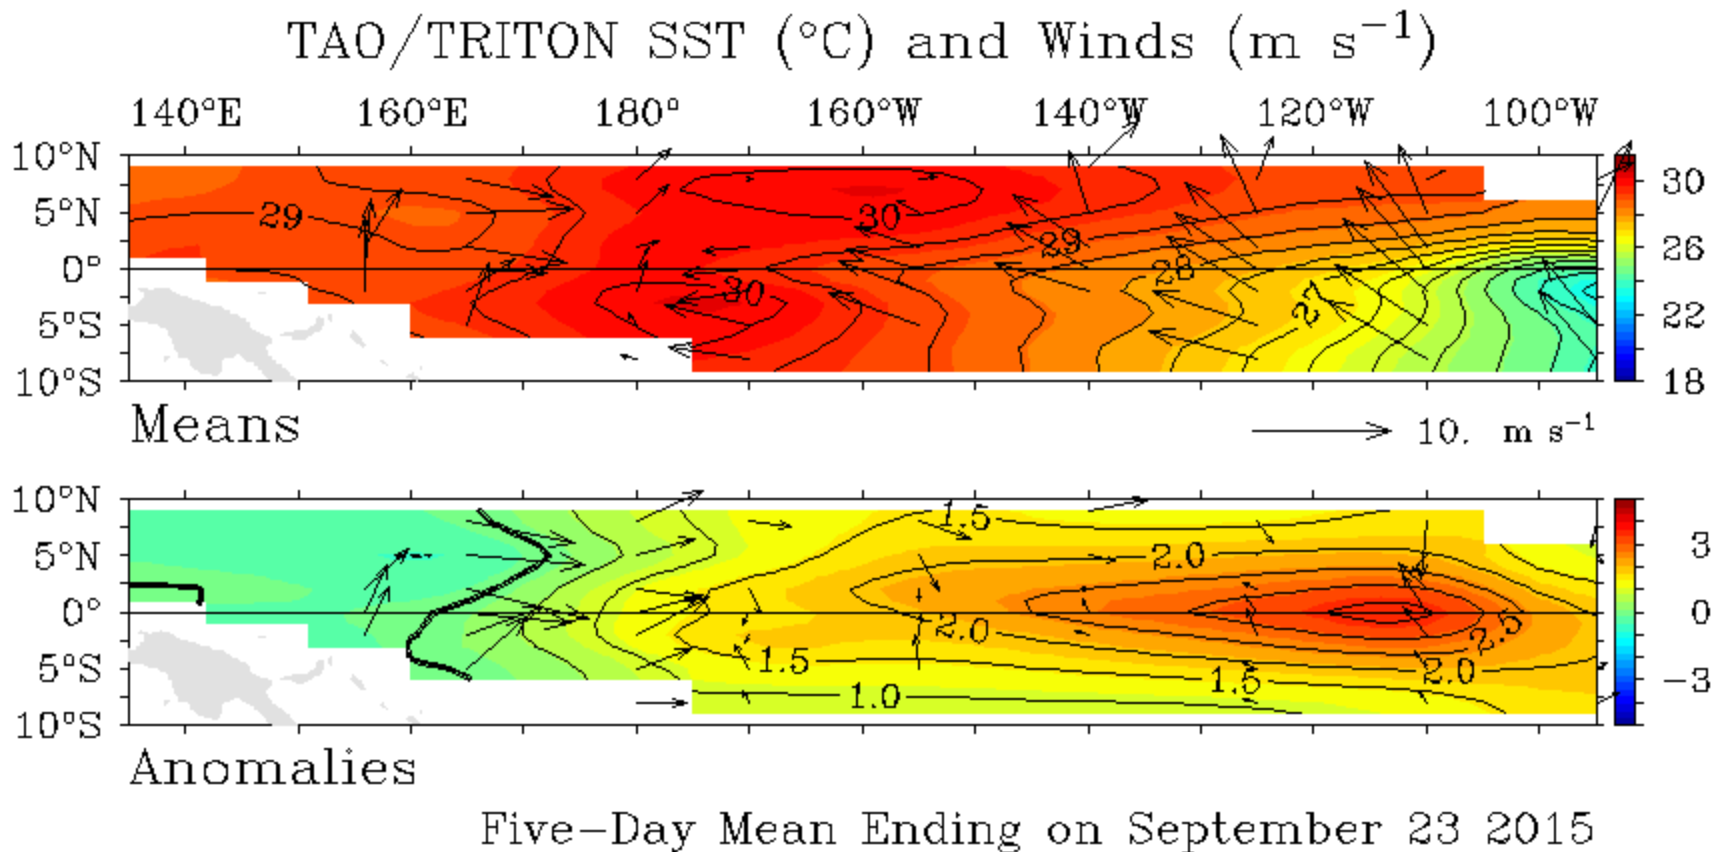 TAO/TRITON SST (°C) and Winds (m s⁻¹)
140°E 160°E 180° 160°W 140°W 120°W 100°W
10°N
5°N
0°
5°S
10°S
29
30
30
29
28
27
30
26
22
18
Means
10. m s⁻¹
10°N
5°N
0°
5°S
10°S
1.5
2.0
2.0
2.5
1.5
2.0
1.5
1.0
3
0
−3
Anomalies
Five-Day Mean Ending on September 23 2015